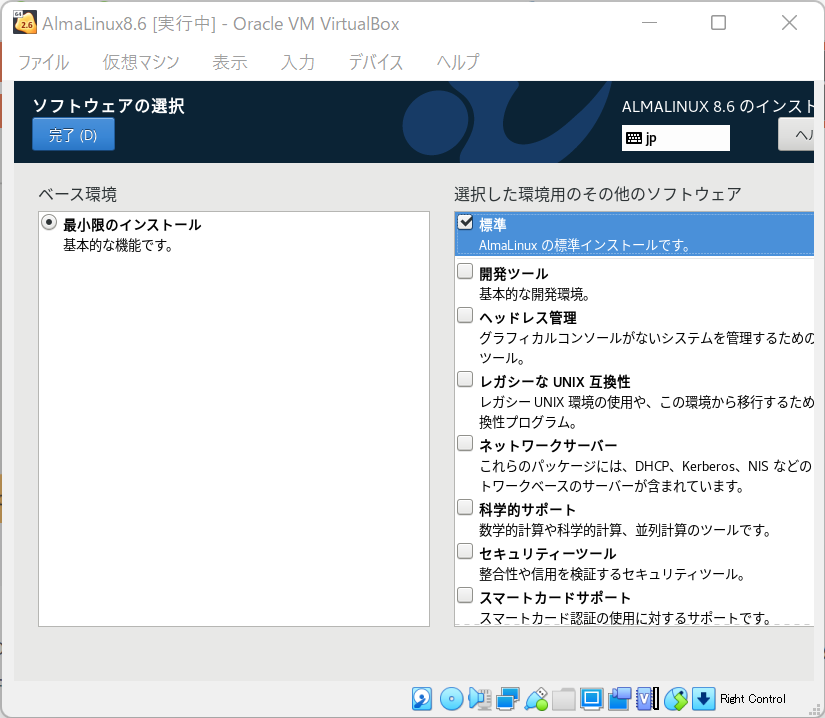 AlmaLinux8.6 [実行中] - Oracle VM VirtualBox
ファイル 仮想マシン 表示 入力 デバイス ヘルプ
ソフトウェアの選択
ALMALINUX 8.6 のインスト
完了 (D)
jp
ヘル
ベース環境
選択した環境用のその他のソフトウェア
最小限のインストール
基本的な機能です。
標準
AlmaLinux の標準インストールです。
開発ツール
基本的な開発環境。
ヘッドレス管理
グラフィカルコンソールがないシステムを管理するための
ツール。
レガシーな UNIX 互換性
レガシー UNIX 環境の使用や、この環境から移行するため
換性プログラム。
ネットワークサーバー
これらのパッケージには、DHCP、Kerberos、NIS などの
トワークベースのサーバーが含まれています。
科学的サポート
数学的計算や科学的計算、並列計算のツールです。
セキュリティーツール
整合性や信用を検証するセキュリティツール。
スマートカードサポート
スマートカード認証の使用に対するサポートです。
Right Control